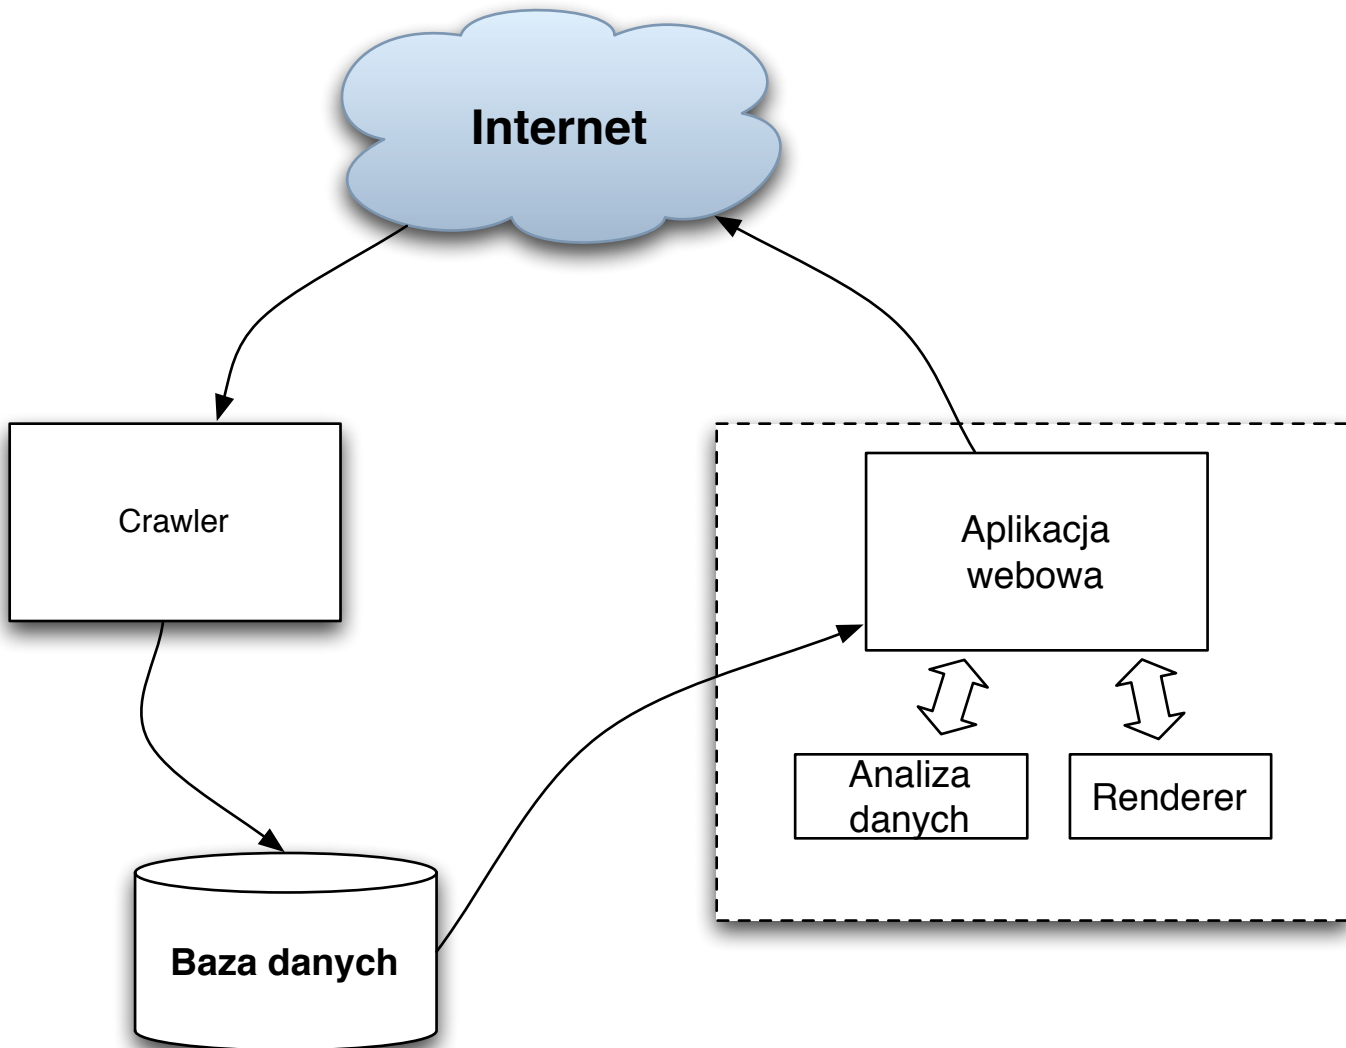 Internet
Crawler
Aplikacja
webowa
Analiza
danych
Renderer
Baza danych